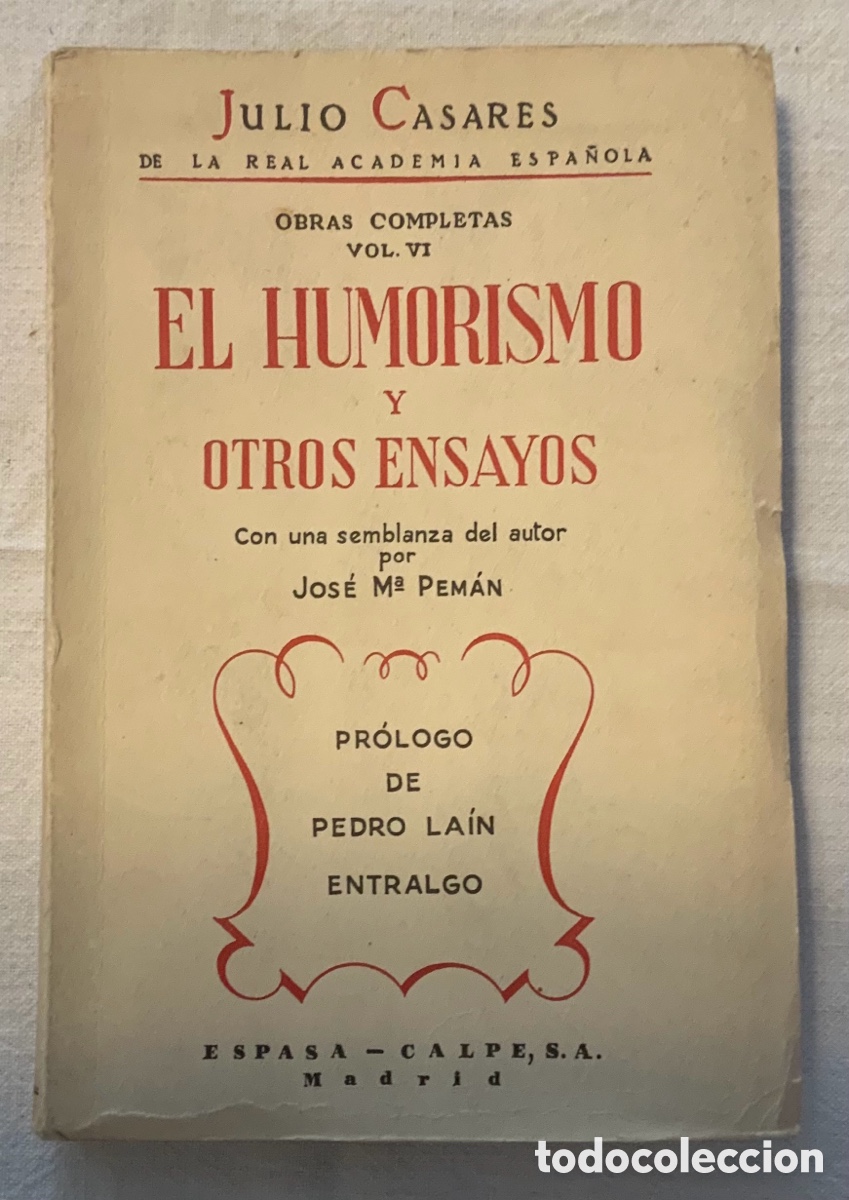 JULIO CASARES
DE LA REAL ACADEMIA ESPAÑOLA
OBRAS COMPLETAS
VOL. VI
EL HUMORISMO
Y
OTROS ENSAYOS
Con una semblanza del autor
por
JOSÉ Mª PEMÁN
PRÓLOGO
DE
PEDRO LAÍN
ENTRALGO
ESPASA – CALPE, S.A.
Madrid
todocoleccion